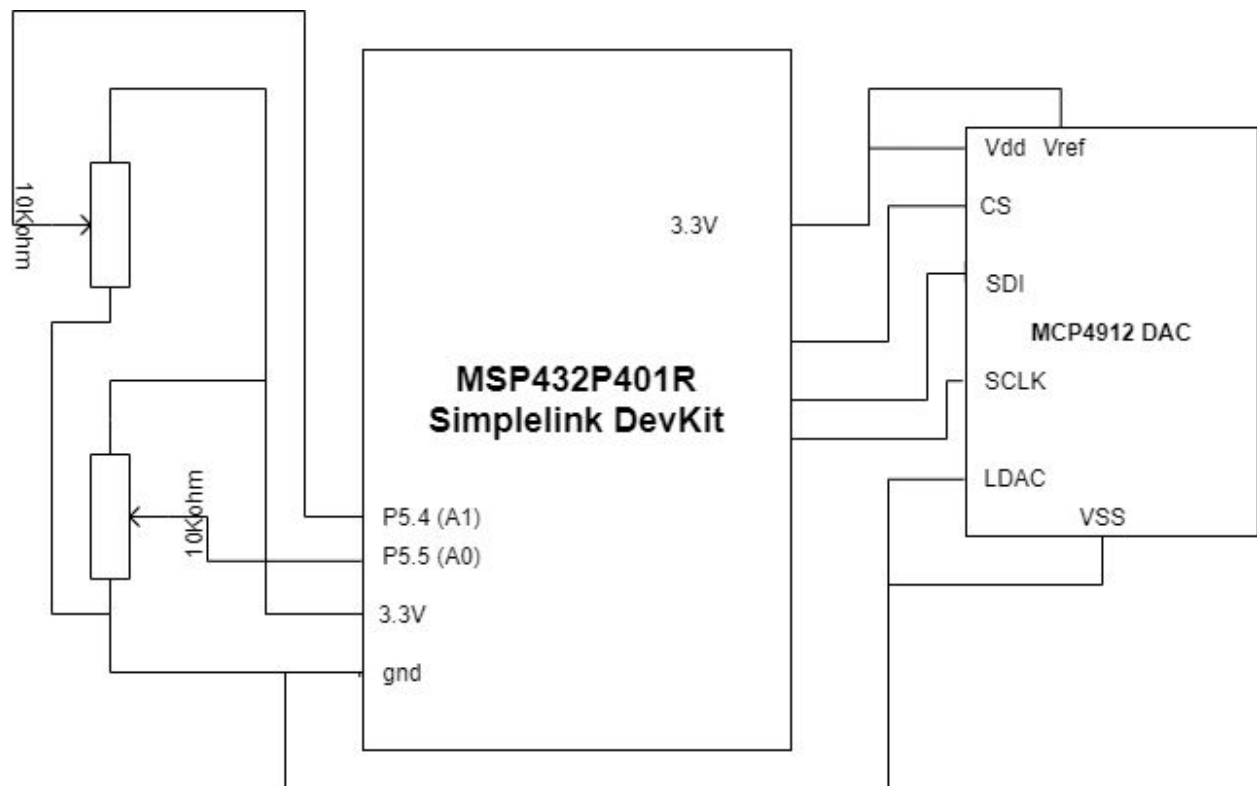 10Kohm
10Kohm
MSP432P401R
Simplelink DevKit
3.3V
P5.4 (A1)
P5.5 (A0)
3.3V
gnd
Vdd Vref
CS
SDI
MCP4912 DAC
SCLK
LDAC
VSS